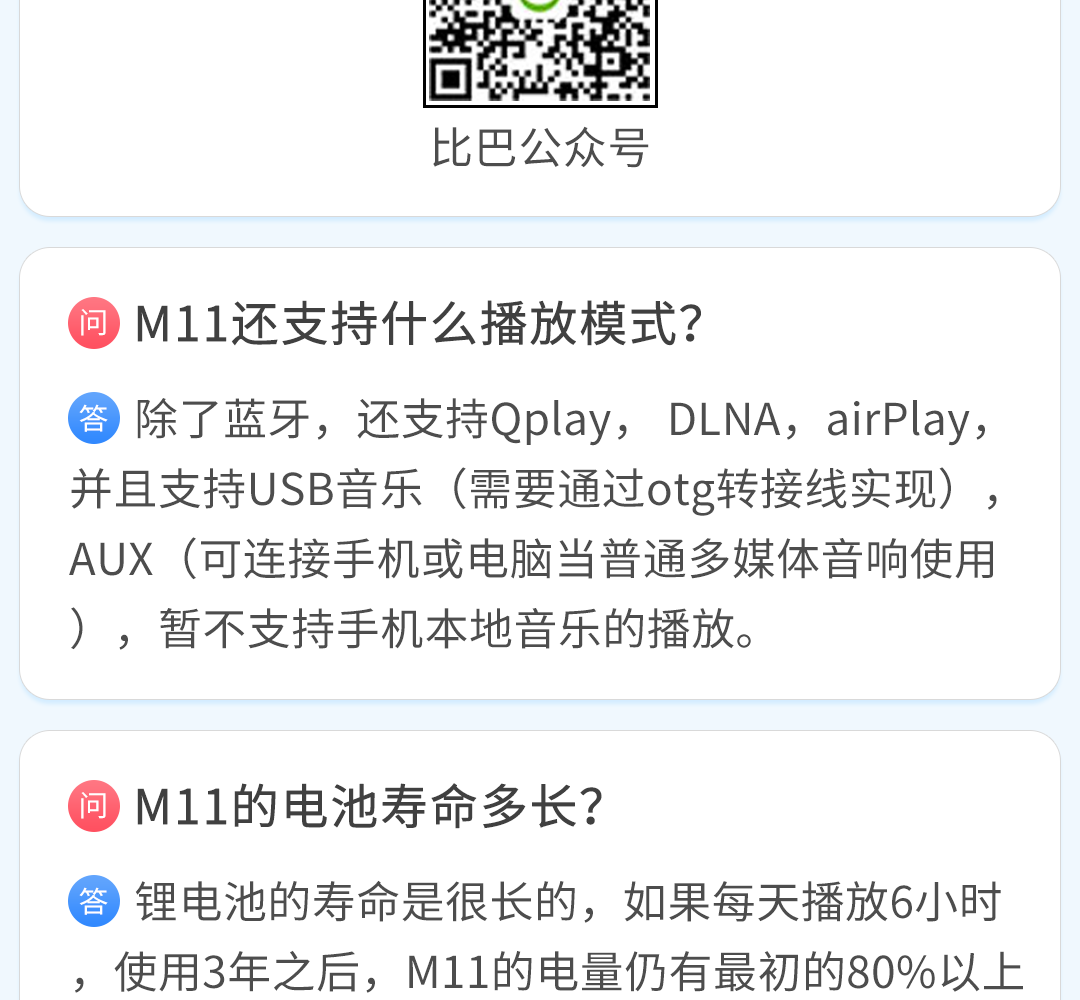 比巴公众号
问 M11还支持什么播放模式？
答 除了蓝牙，还支持Qplay， DLNA，airPlay，
并且支持USB音乐（需要通过otg转接线实现），
AUX（可连接手机或电脑当普通多媒体音响使用
），暂不支持手机本地音乐的播放。
问 M11的电池寿命多长？
答 锂电池的寿命是很长的，如果每天播放6小时
，使用3年之后，M11的电量仍有最初的80%以上